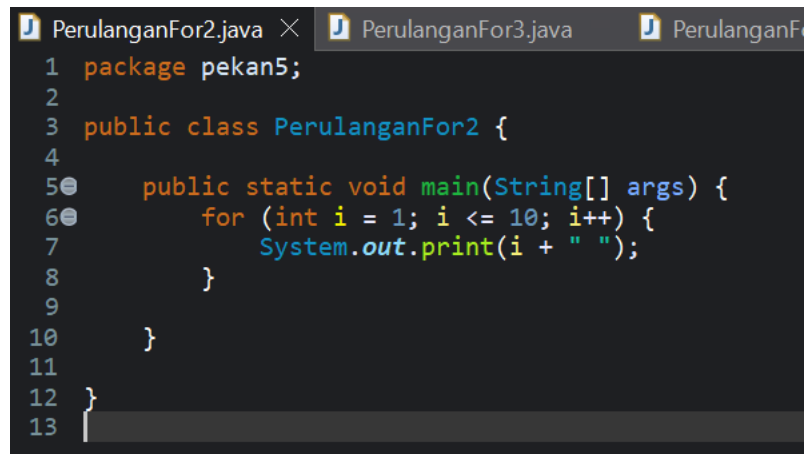 PerulanganFor2.java PerulanganFor3.java PerulanganFo
1 package pekan5;
2
3 public class PerulanganFor2 {
4
5 public static void main(String[] args) {
6 for (int i = 1; i <= 10; i++) {
7 System.out.print(i + " ");
8 }
9
10 }
11
12 }
13